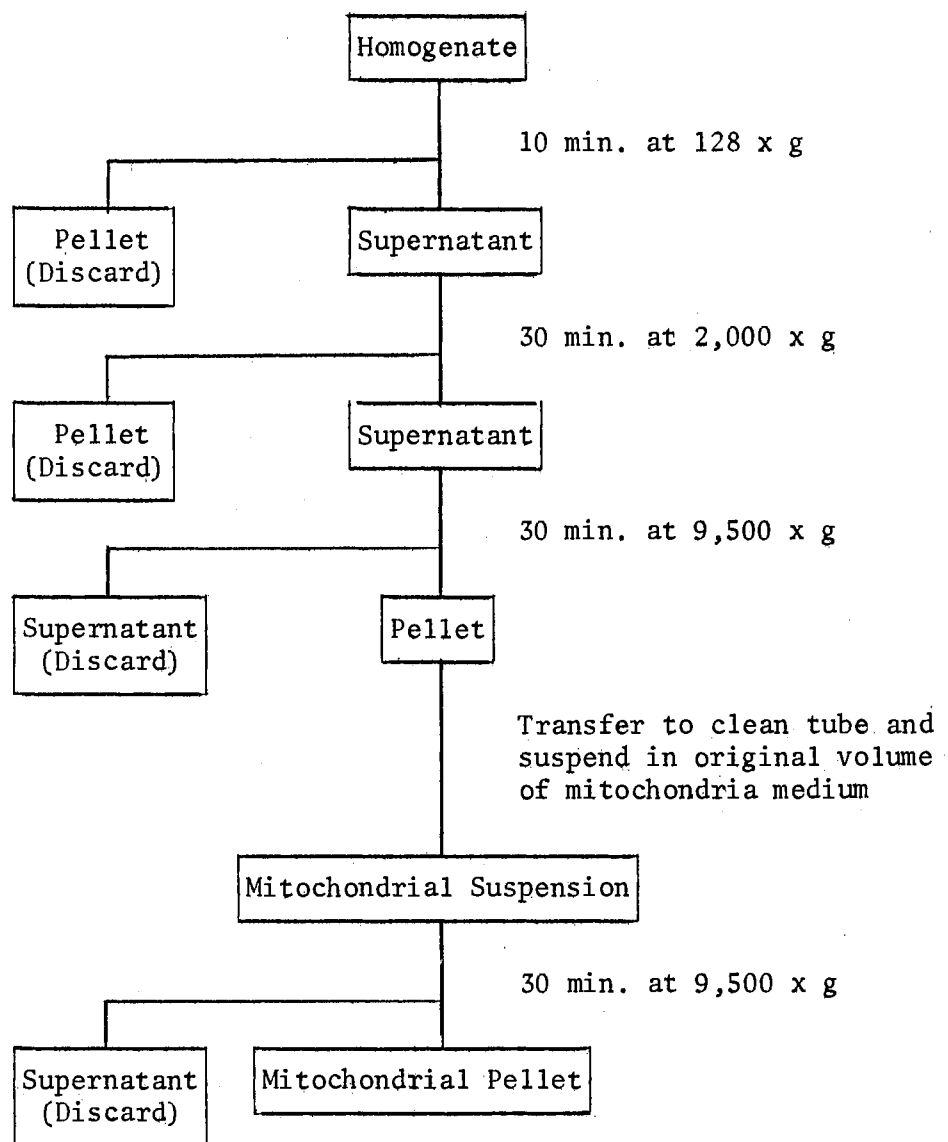 Homogenate
10 min. at 128 x g
Pellet
(Discard)
Supernatant
30 min. at 2,000 x g
Pellet
(Discard)
Supernatant
30 min. at 9,500 x g
Supernatant
(Discard)
Pellet
Transfer to clean tube and
suspend in original volume
of mitochondria medium
Mitochondrial Suspension
30 min. at 9,500 x g
Supernatant
(Discard)
Mitochondrial Pellet